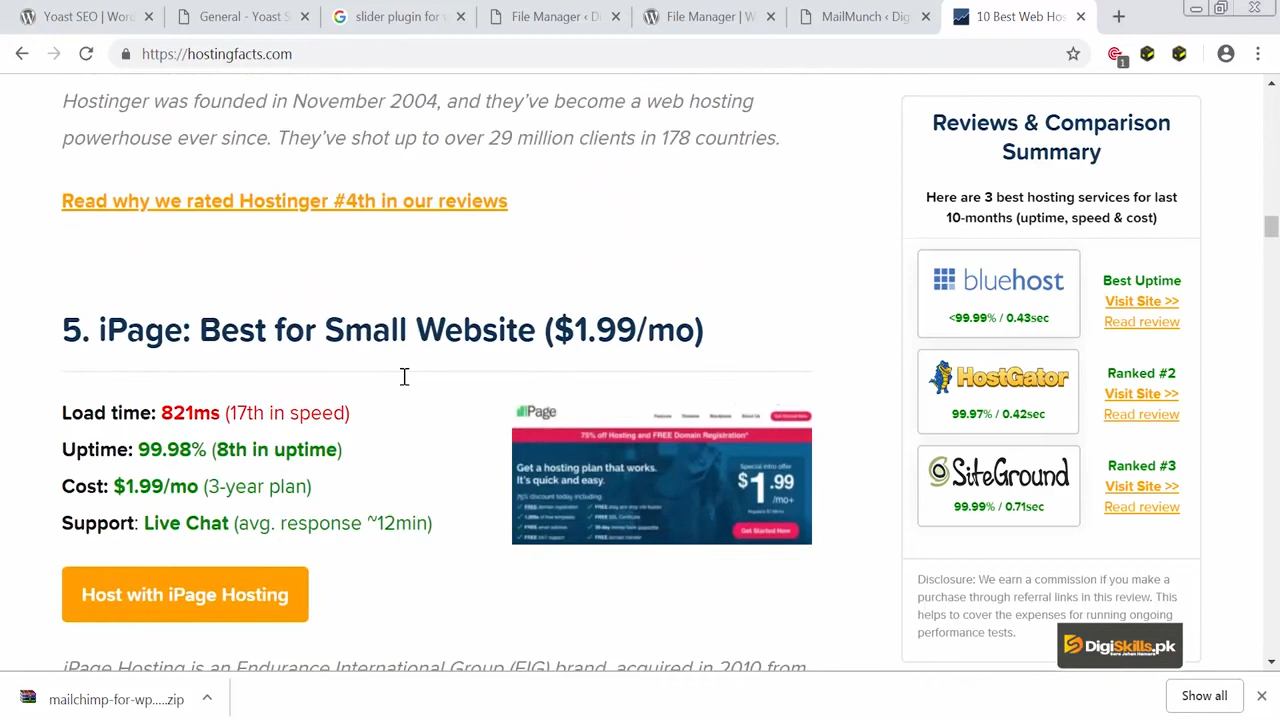 Yoast SEO | Wor
General - Yoast S
slider plugin for
File Manager ‹ D
File Manager | W
MailMunch ‹ Dig
10 Best Web Hos
https://hostingfacts.com
1
Hostinger was founded in November 2004, and they've become a web hosting
powerhouse ever since. They've shot up to over 29 million clients in 178 countries.
Read why we rated Hostinger #4th in our reviews
5. iPage: Best for Small Website ($1.99/mo)
Load time: 821ms (17th in speed)
Uptime: 99.98% (8th in uptime)
Cost: $1.99/mo (3-year plan)
Support: Live Chat (avg. response ~12min)
iPage
75% off Hosting and FREE Domain Registration*
Get a hosting plan that works.
It's quick and easy.
Special intro offer
$1.99
/mo+
Get Started Now
Host with iPage Hosting
iPage Hosting is an Endurance International Group (EIG) brand, acquired in 2010 from
Reviews & Comparison
Summary
Here are 3 best hosting services for last
10-months (uptime, speed & cost)
bluehost
<99.99% / 0.43sec
Best Uptime
Visit Site >>
Read review
HostGator
99.97% / 0.42sec
Ranked #2
Visit Site >>
Read review
SiteGround
99.99% / 0.71sec
Ranked #3
Visit Site >>
Read review
Disclosure: We earn a commission if you make a
purchase through referral links in this review. This
helps to cover the expenses for running ongoing
performance tests.
DigiSkills.pk
mailchimp-for-wp.....zip
Show all